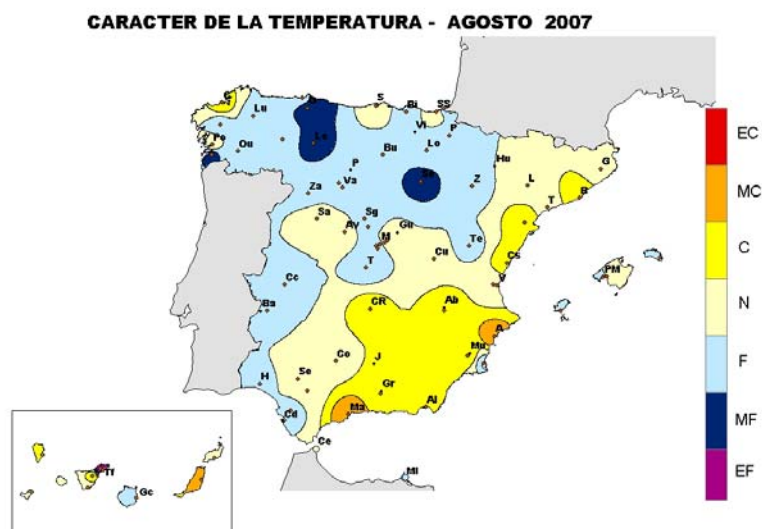 CARACTER DE LA TEMPERATURA - AGOSTO 2007
EC
MC
C
N
F
MF
EF
C
Lu
O
S
Bi
SS
Le
Vi
P
Po
Ou
Bu
Lo
Hu
P
Za
Va
So
Z
L
G
B
T
Sa
Av
Sg
M
Gu
Te
T
Cu
Cs
V
PM
Cc
Ba
CR
Ab
A
Mu
Co
J
H
Se
Gr
Al
Ma
Cd
Ce
Ml
Tf
Gc